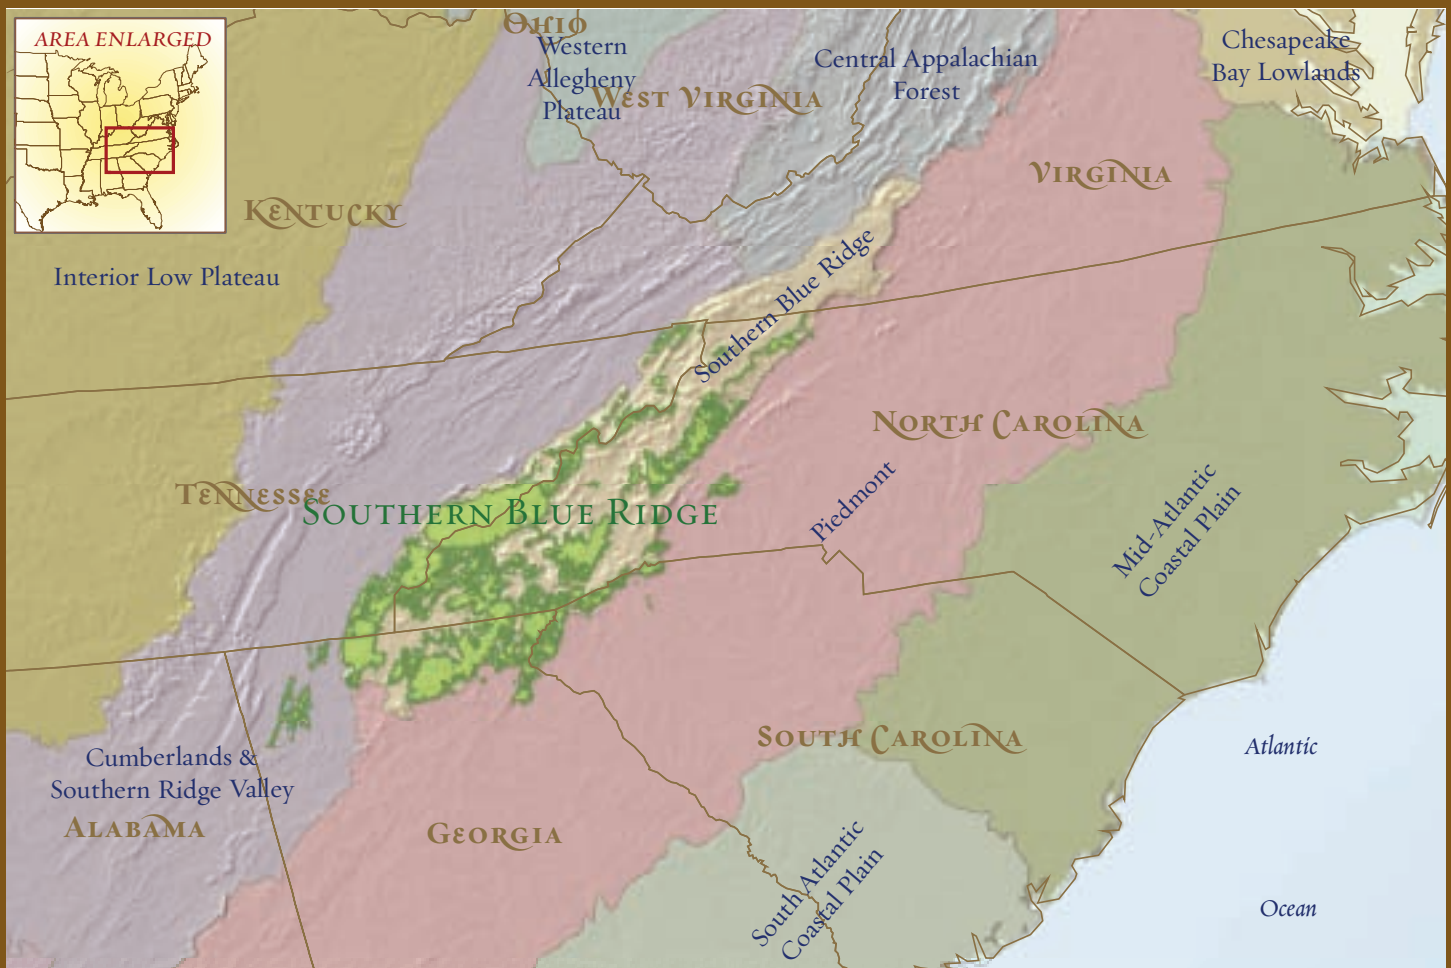 AREA ENLARGED
OHIO
Western
Allegheny
Plateau
WEST VIRGINIA
Central Appalachian
Forest
Chesapeake
Bay Lowlands
VIRGINIA
KENTUCKY
Interior Low Plateau
Southern Blue Ridge
NORTH CAROLINA
TENNESSEE
SOUTHERN BLUE RIDGE
Piedmont
Mid-Atlantic
Coastal Plain
SOUTH CAROLINA
Atlantic
Cumberlands &
Southern Ridge Valley
ALABAMA
GEORGIA
South Atlantic
Coastal Plain
Ocean